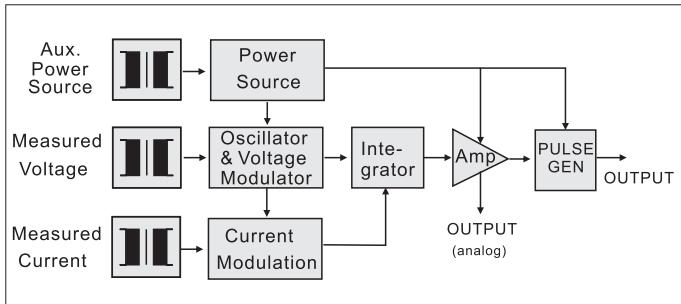 Aux.
Power
Source
Power
Source
Measured
Voltage
Oscillator
& Voltage
Modulator
Inte-
grator
Amp
PULSE
GEN
OUTPUT
OUTPUT
(analog)
Measured
Current
Current
Modulation